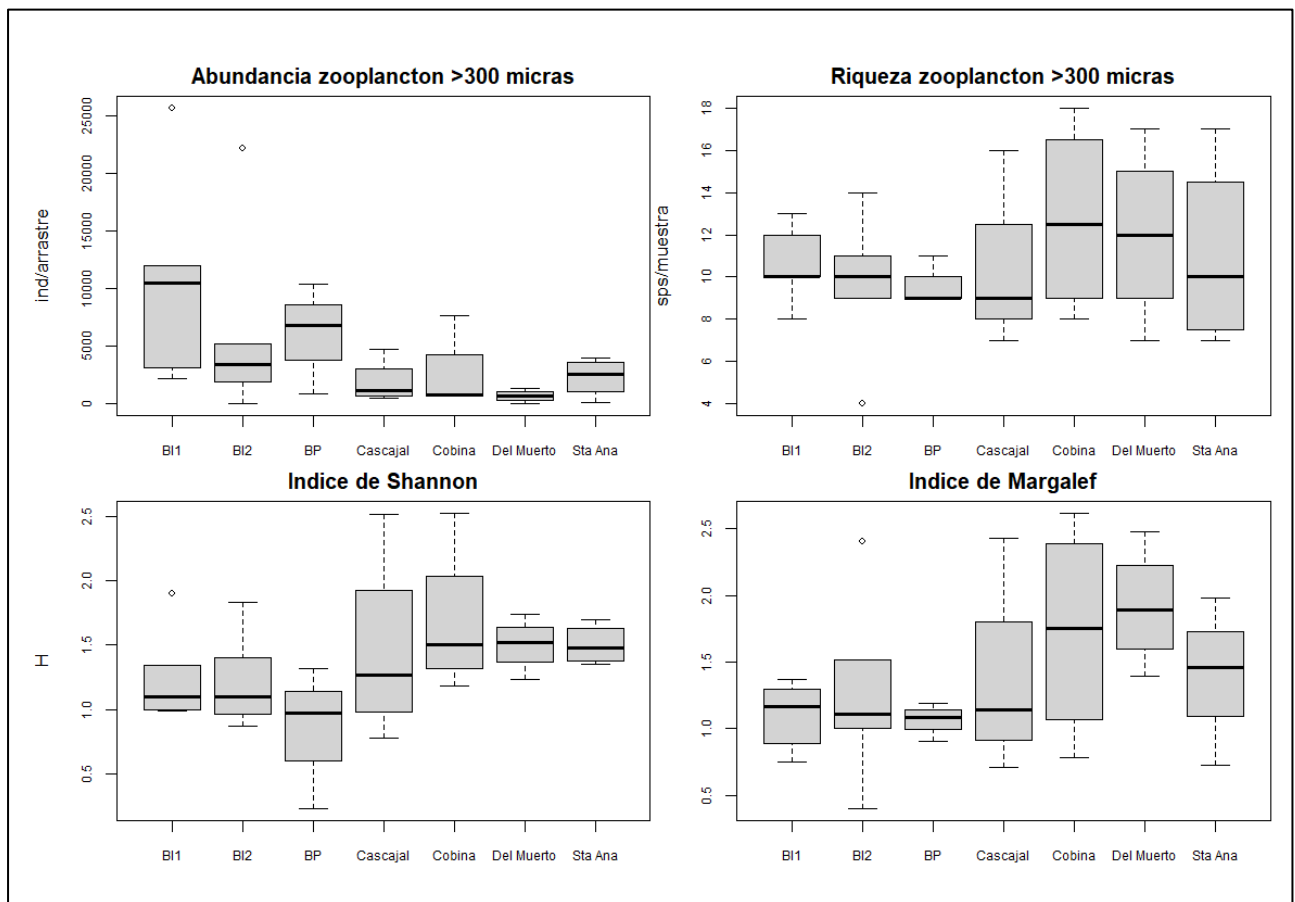 Abundancia zooplancton >300 micras
ind/arrastre
25000
20000
15000
10000
5000
0
BI1 BI2 BP Cascajal Cobina Del Muerto Sta Ana
Riqueza zooplancton >300 micras
sps/muestra
18
16
14
12
10
8
6
4
BI1 BI2 BP Cascajal Cobina Del Muerto Sta Ana
Indice de Shannon
H
2.5
2.0
1.5
1.0
0.5
BI1 BI2 BP Cascajal Cobina Del Muerto Sta Ana
Indice de Margalef
2.5
2.0
1.5
1.0
0.5
BI1 BI2 BP Cascajal Cobina Del Muerto Sta Ana